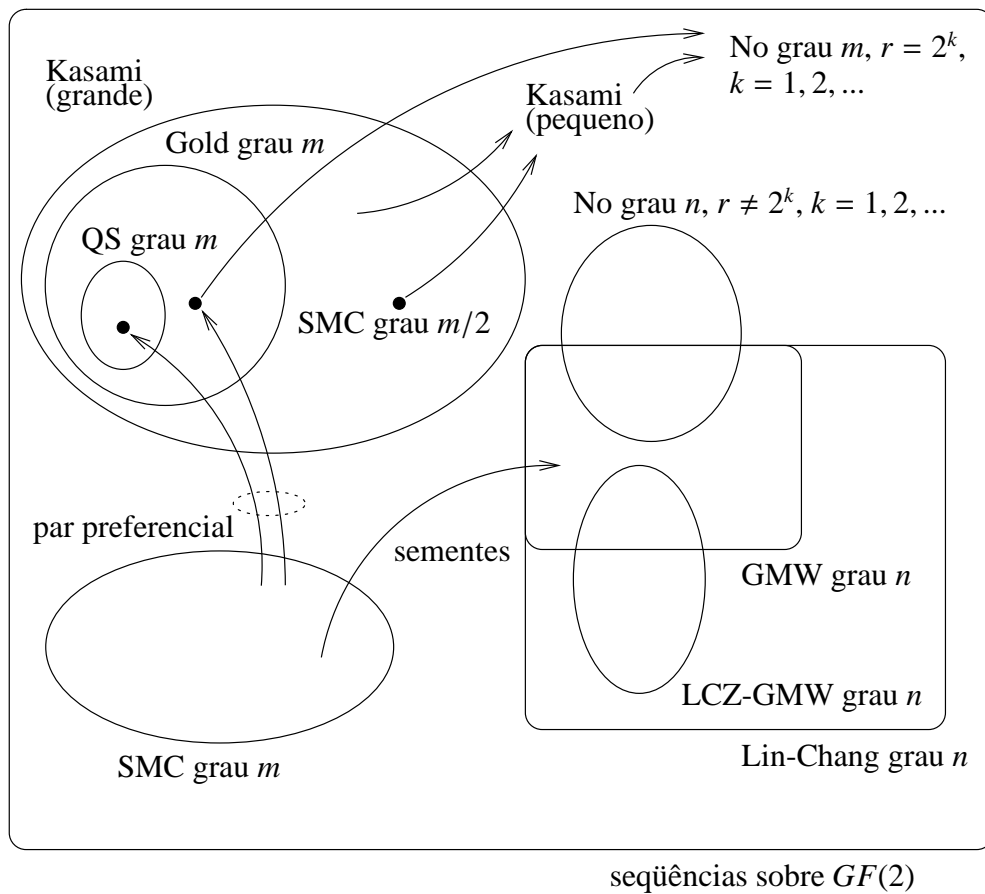 Kasami
(grande)
No grau m, r = 2^k,
k = 1, 2, ...
Kasami
(pequeno)
Gold grau m
No grau n, r ≠ 2^k, k = 1, 2, ...
QS grau m
SMC grau m/2
par preferencial
sementes
GMW grau n
LCZ-GMW grau n
SMC grau m
Lin-Chang grau n
seqüências sobre GF(2)